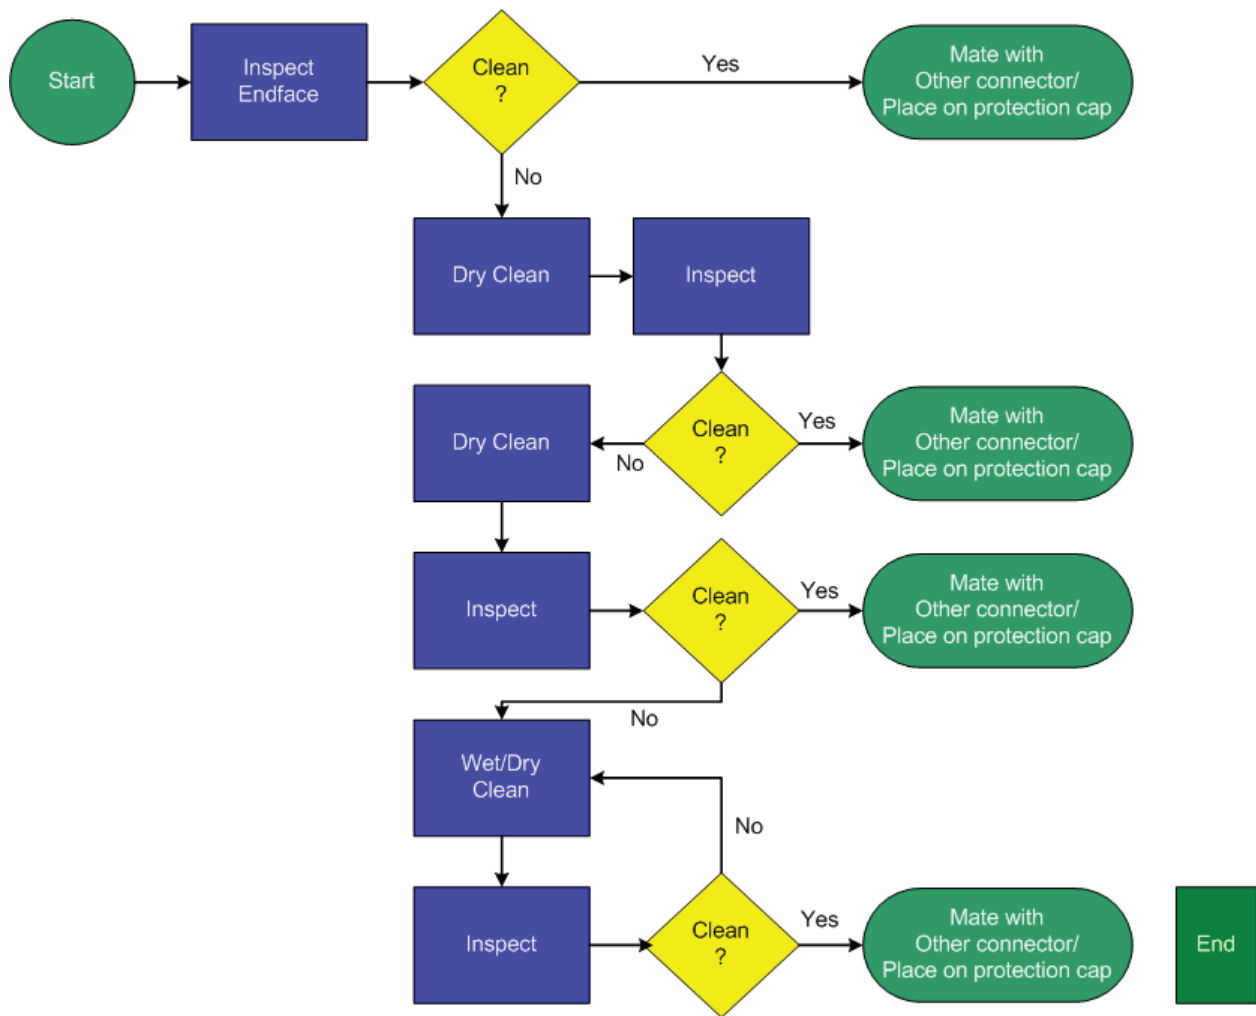 Start
Inspect
Endface
Clean
?
Yes
Mate with
Other connector/
Place on protection cap
No
Dry Clean
Inspect
Dry Clean
No
Clean
?
Yes
Mate with
Other connector/
Place on protection cap
Inspect
Clean
?
Yes
Mate with
Other connector/
Place on protection cap
No
Wet/Dry
Clean
No
Inspect
Clean
?
Yes
Mate with
Other connector/
Place on protection cap
End